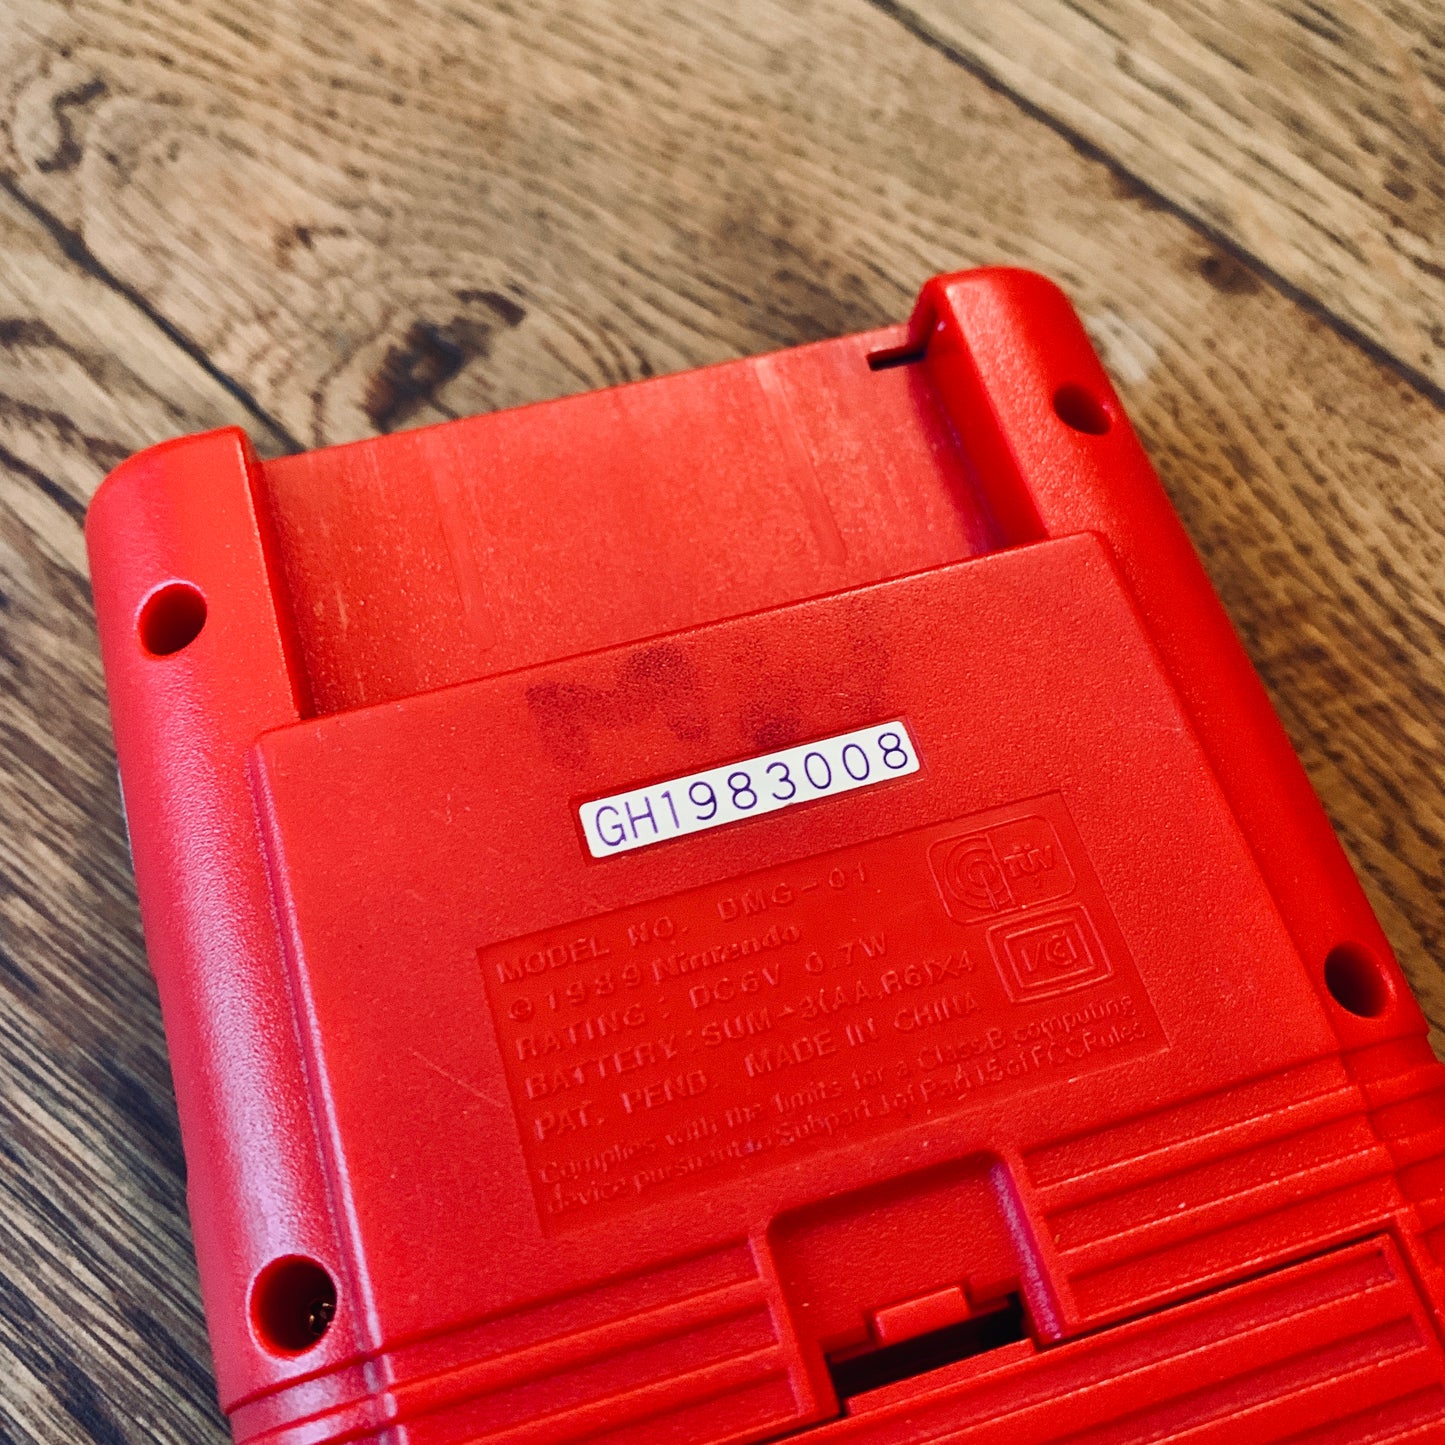 GH1983008
MODEL NO. DMG-01
©1989 Nintendo
RATING : DC6V 0.7W
BATTERY : SUM-3(AA,R6)X4
PAT. PEND. MADE IN CHINA
Complies with the limits for a Class B computing
device pursuant to Subpart J of Part 15 of FCC Rules
TÜV
VCI